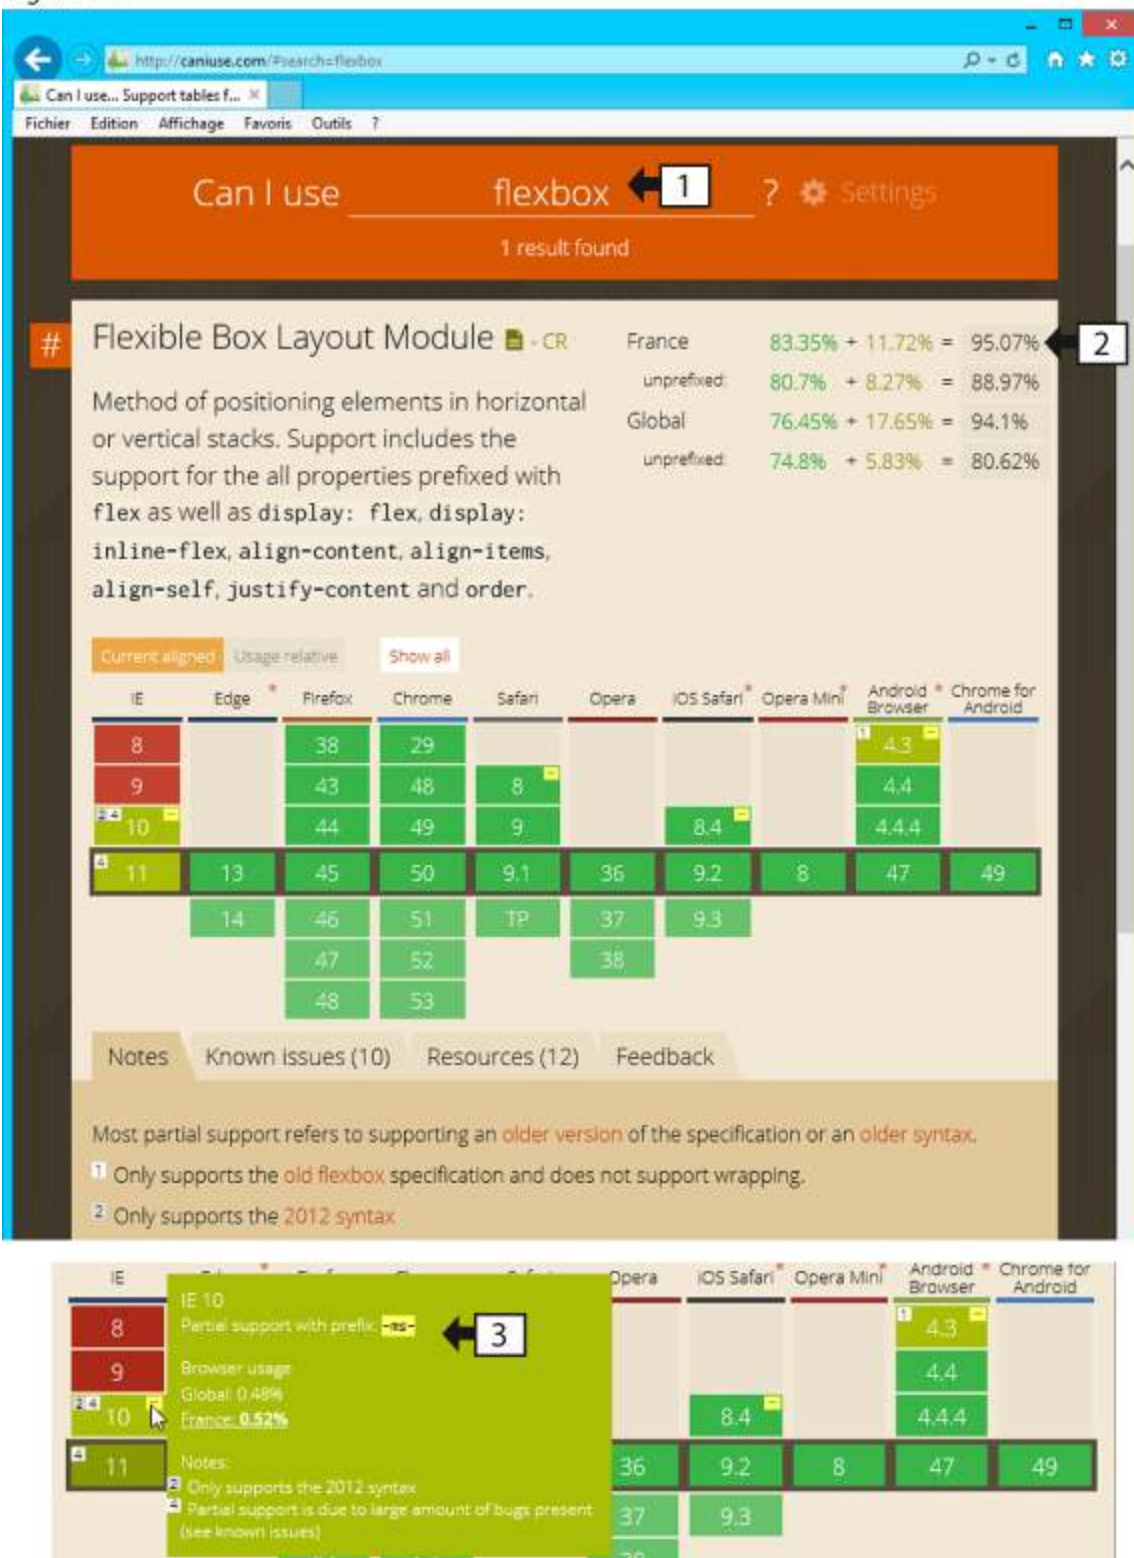 http://caniuse.com/#search=flexbox
Can I use... Support tables f...
Fichier Edition Affichage Favoris Outils ?
Can I use flexbox ? Settings
1
1 result found
# Flexible Box Layout Module - CR
Method of positioning elements in horizontal
or vertical stacks. Support includes the
support for the all properties prefixed with
flex as well as display: flex, display:
inline-flex, align-content, align-items,
align-self, justify-content and order.
France 83.35% + 11.72% = 95.07%
2
unprefixed: 80.7% + 8.27% = 88.97%
Global 76.45% + 17.65% = 94.1%
unprefixed: 74.8% + 5.83% = 80.62%
Current aligned Usage relative Show all
IE Edge * Firefox Chrome Safari Opera iOS Safari * Opera Mini * Android Browser * Chrome for Android
8 38 29 1 4.3 -
9 43 48 8 - 4.4
2 4 10 - 44 49 9 8.4 - 4.4.4
4 11 13 45 50 9.1 36 9.2 8 47 49
14 46 51 TP 37 9.3
47 52 38
48 53
Notes Known issues (10) Resources (12) Feedback
Most partial support refers to supporting an older version of the specification or an older syntax.
1 Only supports the old flexbox specification and does not support wrapping.
2 Only supports the 2012 syntax
IE Opera iOS Safari * Opera Mini * Android Browser * Chrome for Android
8 1 4.3 -
9 4.4
2 4 10 - 8.4 - 4.4.4
4 11 36 9.2 8 47 49
37 9.3
IE 10
Partial support with prefix: -ms-
3
Browser usage
Global: 0.48%
France: 0.52%
Notes:
2 Only supports the 2012 syntax
4 Partial support is due to large amount of bugs present
(see known issues)